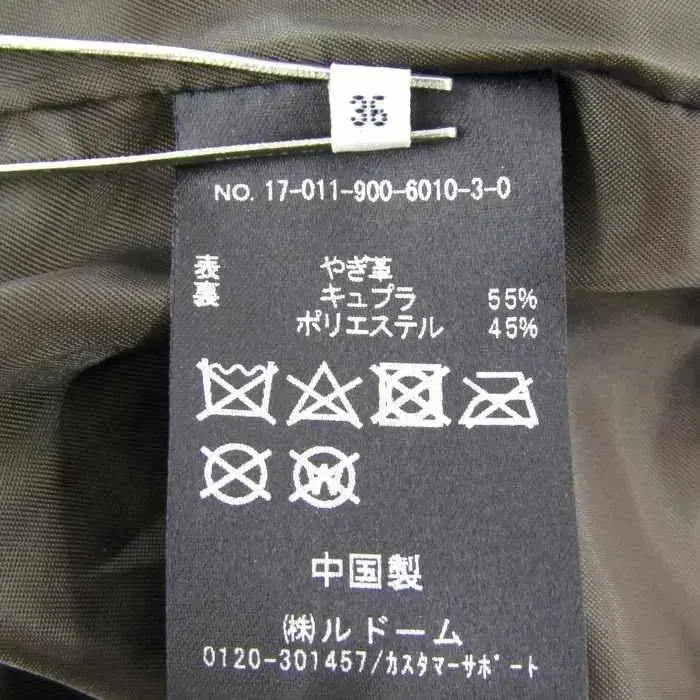 36
NO. 17-011-900-6010-3-0
表 やぎ革
裏 キュプラ 55%
ポリエステル 45%
W
中国製
㈱ルドーム
0120-301457/カスタマーサポート